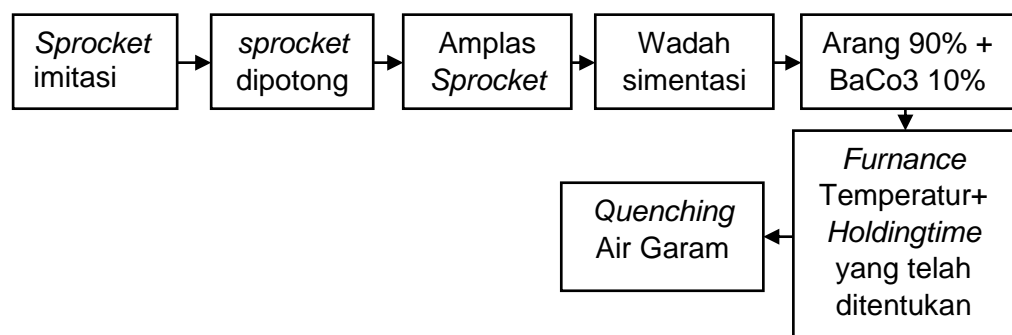 Sprocket
imitasi
sprocket
dipotong
Amplas
Sprocket
Wadah
simentasi
Arang 90% +
BaCo3 10%
Furnance
Temperatur+
Holdingtime
yang telah
ditentukan
Quenching
Air Garam